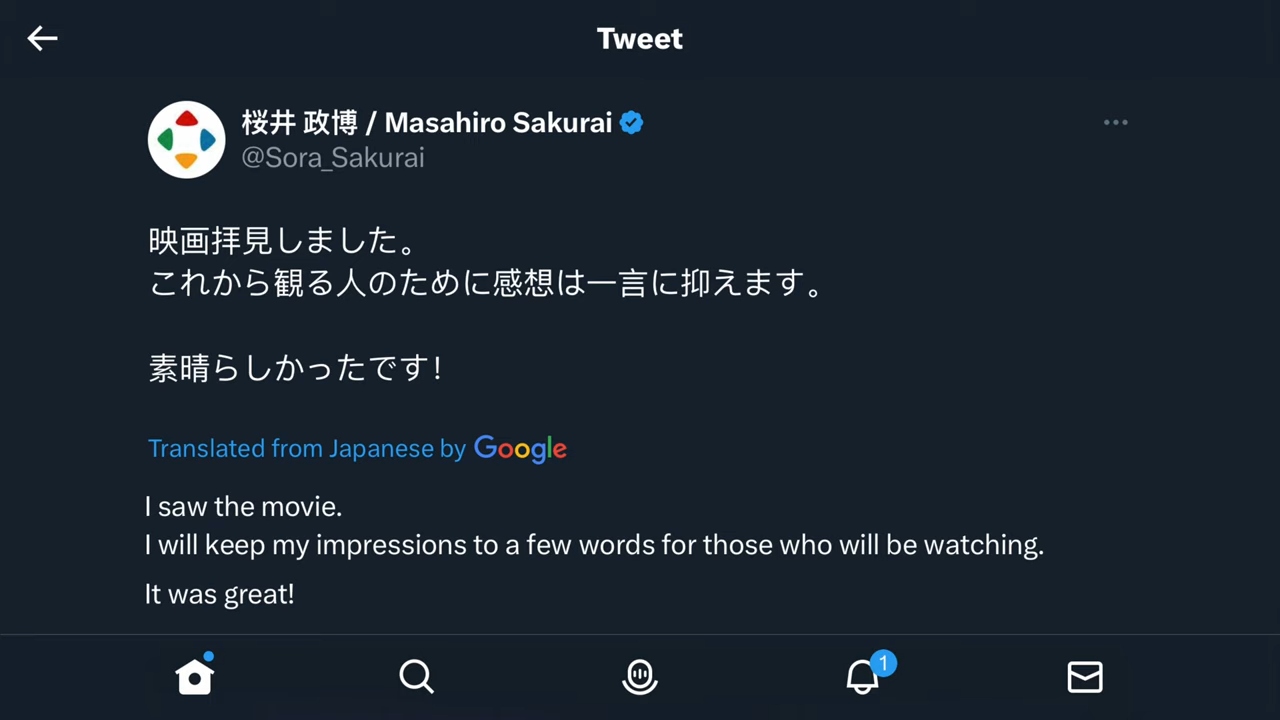 Tweet
桜井 政博 / Masahiro Sakurai
@Sora_Sakurai
映画拝見しました。
これから観る人のために感想は一言に抑えます。
素晴らしかったです!
Translated from Japanese by Google
I saw the movie.
I will keep my impressions to a few words for those who will be watching.
It was great!
1